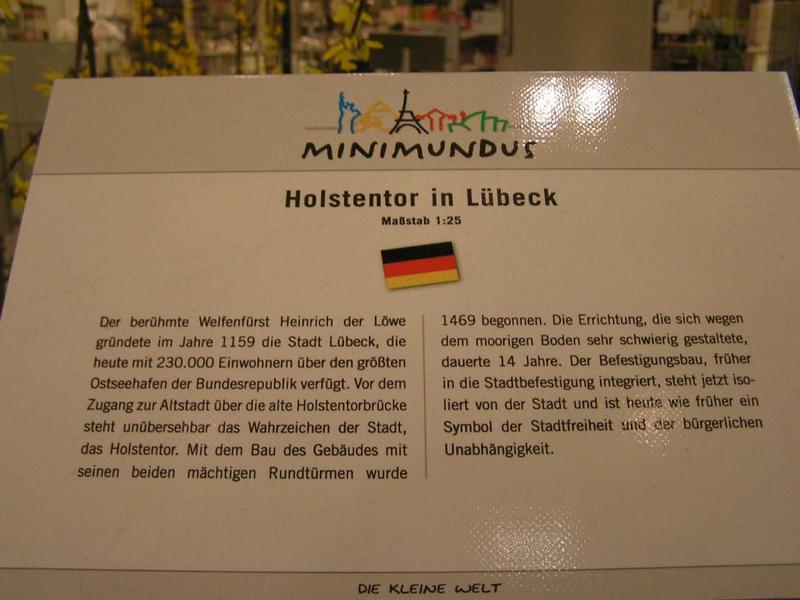 MINIMUNDUS
Holstentor in Lübeck
Maßstab 1:25
Der berühmte Welfenfürst Heinrich der Löwe
gründete im Jahre 1159 die Stadt Lübeck, die
heute mit 230.000 Einwohnern über den größten
Ostseehafen der Bundesrepublik verfügt. Vor dem
Zugang zur Altstadt über die alte Holstentorbrücke
steht unübersehbar das Wahrzeichen der Stadt,
das Holstentor. Mit dem Bau des Gebäudes mit
seinen beiden mächtigen Rundtürmen wurde
1469 begonnen. Die Errichtung, die sich wegen
dem moorigen Boden sehr schwierig gestaltete,
dauerte 14 Jahre. Der Befestigungsbau, früher
in die Stadtbefestigung integriert, steht jetzt iso-
liert von der Stadt und ist heute wie früher ein
Symbol der Stadtfreiheit und der bürgerlichen
Unabhängigkeit.
DIE KLEINE WELT